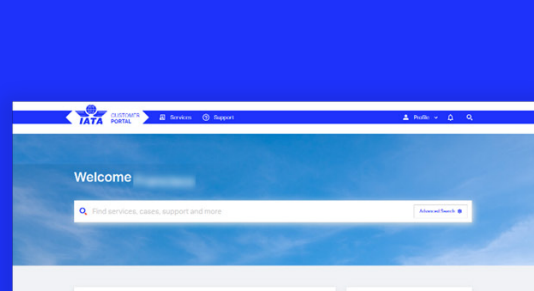 IATA
CUSTOMER
PORTAL
Services
Support
Profile
Welcome
Find services, cases, support and more
Advanced Search